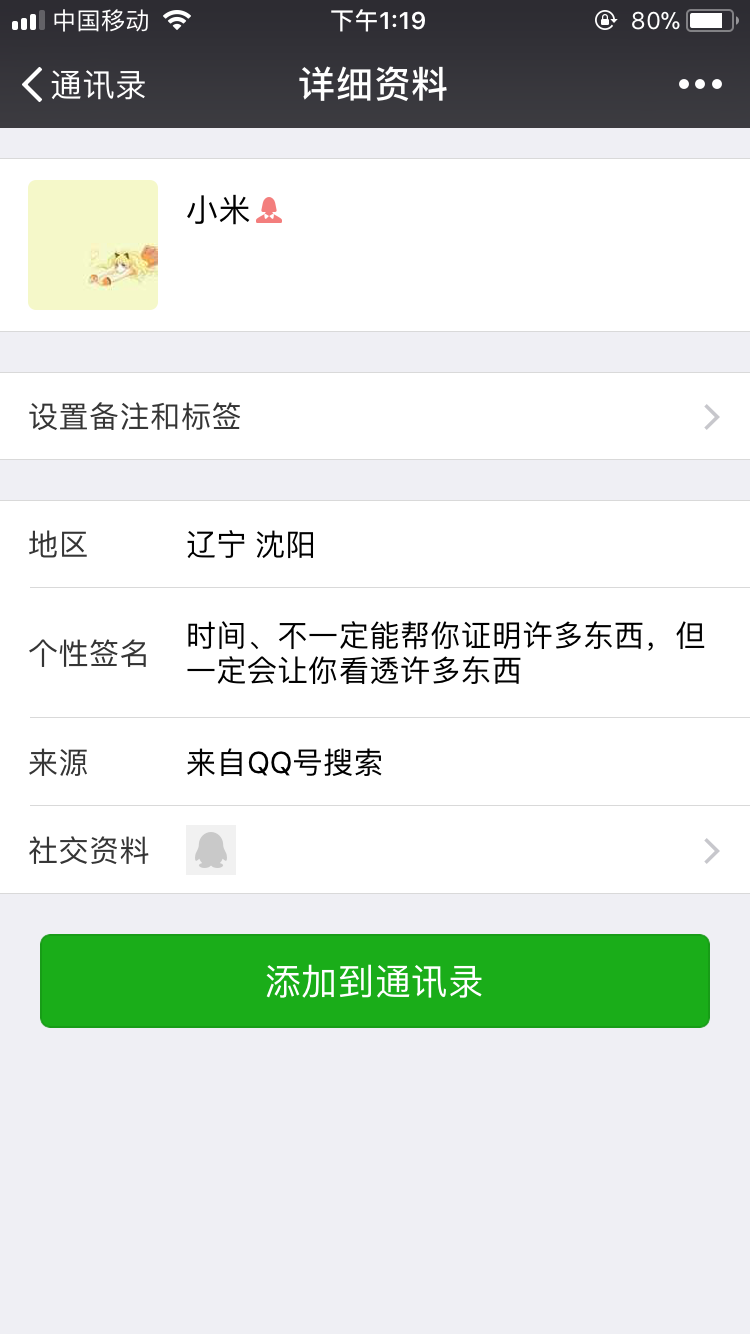 中国移动 下午1:19 80%
通讯录 详细资料
小米
设置备注和标签
地区 辽宁 沈阳
个性签名 时间、不一定能帮你证明许多东西，但
一定会让你看透许多东西
来源 来自QQ号搜索
社交资料
添加到通讯录